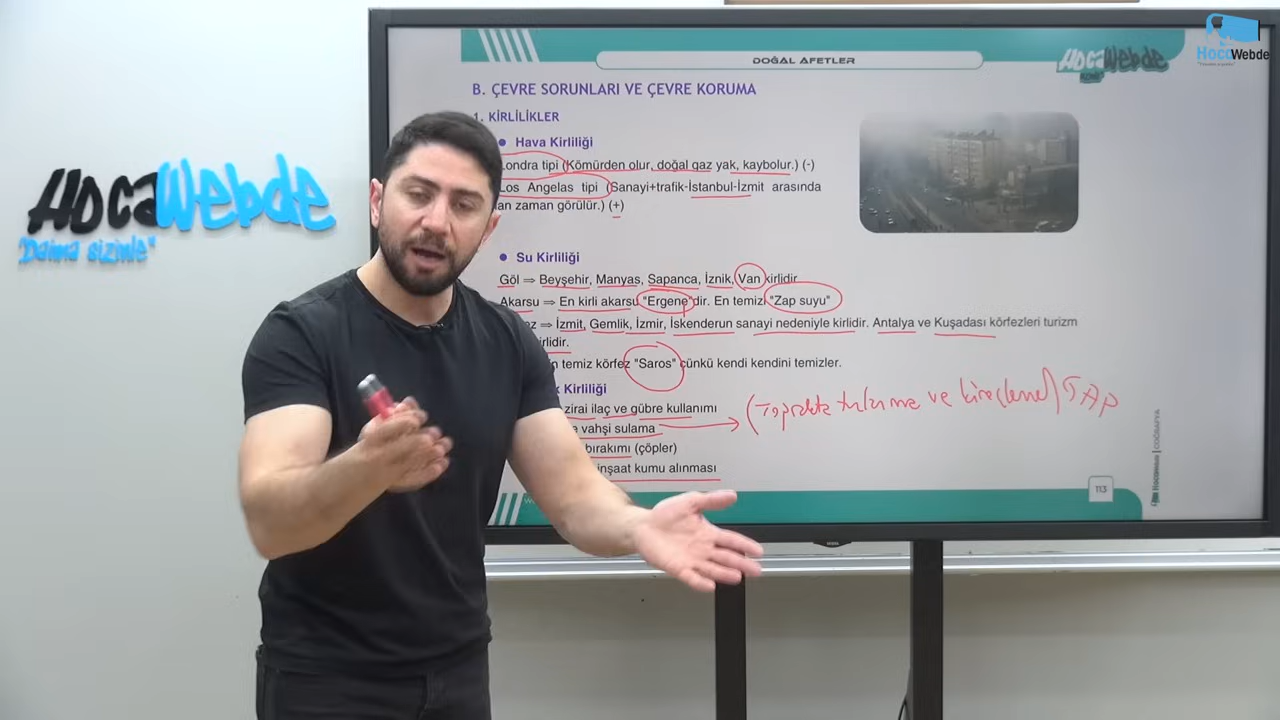 HocaWebde
"Daima sizinle"
DOĞAL AFETLER
HocaWebde
HocaWebde
B. ÇEVRE SORUNLARI VE ÇEVRE KORUMA
1. KİRLİLİKLER
• Hava Kirliliği
Londra tipi (Kömürden olur, doğal gaz yak, kaybolur.) (-)
Los Angelas tipi (Sanayi+trafik-İstanbul-İzmit arasında
zaman görülür.) (+)
• Su Kirliliği
Göl ⇒ Beyşehir, Manyas, Sapanca, İznik, Van kirlidir
Akarsu ⇒ En kirli akarsu "Ergene"dir. En temizi "Zap suyu"
⇒ İzmit, Gemlik, İzmir, İskenderun sanayi nedeniyle kirlidir. Antalya ve Kuşadası körfezleri turizm
temiz körfez "Saros" çünkü kendi kendini temizler.
Kirliliği
zirai ilaç ve gübre kullanımı
vahşi sulama → (Toprakta tuzlanma ve kireçlenme) GAP
bırakımı (çöpler)
inşaat kumu alınması
113
HocaWebde | COĞRAFYA